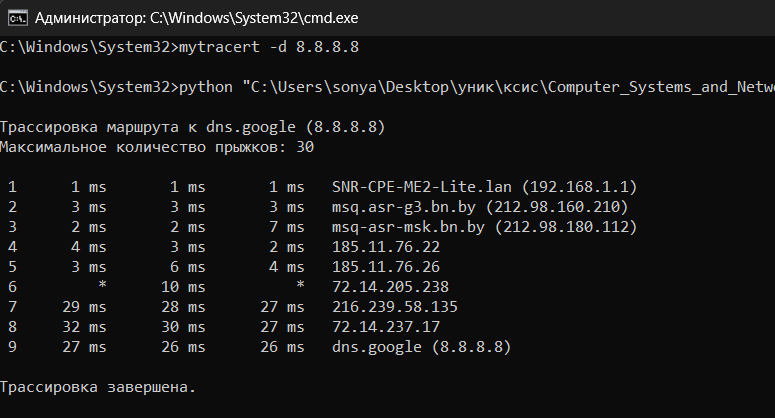 Администратор: C:\Windows\System32\cmd.exe
C:\Windows\System32>mytracert -d 8.8.8.8
C:\Windows\System32>python "C:\Users\sonya\Desktop\уник\ксис\Computer_Systems_and_Netw
Трассировка маршрута к dns.google (8.8.8.8)
Максимальное количество прыжков: 30
1 1 ms 1 ms 1 ms SNR-CPE-ME2-Lite.lan (192.168.1.1)
2 3 ms 3 ms 3 ms msq.asr-g3.bn.by (212.98.160.210)
3 2 ms 2 ms 7 ms msq-asr-msk.bn.by (212.98.180.112)
4 4 ms 3 ms 2 ms 185.11.76.22
5 3 ms 6 ms 4 ms 185.11.76.26
6 * 10 ms * 72.14.205.238
7 29 ms 28 ms 27 ms 216.239.58.135
8 32 ms 30 ms 27 ms 72.14.237.17
9 27 ms 26 ms 26 ms dns.google (8.8.8.8)
Трассировка завершена.